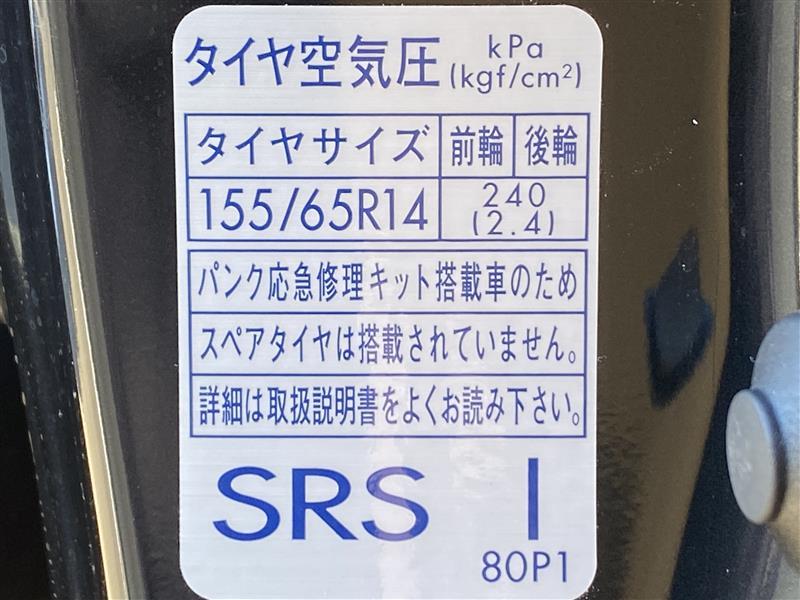 タイヤ空気圧 kPa
(kgf/cm²)
タイヤサイズ 前輪 後輪
155/65R14 240
(2.4)
パンク応急修理キット搭載車のため
スペアタイヤは搭載されていません。
詳細は取扱説明書をよくお読み下さい。
SRS I
80P1